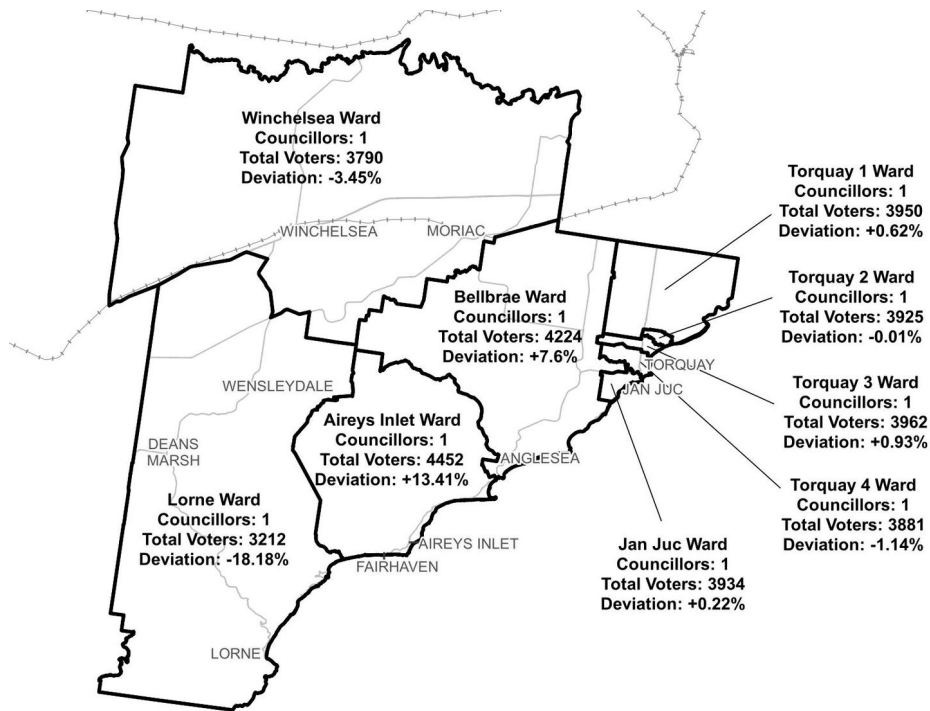 Winchelsea Ward
Councillors: 1
Total Voters: 3790
Deviation: -3.45%
WINCHELSEA
MORIAC
Torquay 1 Ward
Councillors: 1
Total Voters: 3950
Deviation: +0.62%
Torquay 2 Ward
Councillors: 1
Total Voters: 3925
Deviation: -0.01%
Bellbrae Ward
Councillors: 1
Total Voters: 4224
Deviation: +7.6%
TORQUAY
JAN JUC
Torquay 3 Ward
Councillors: 1
Total Voters: 3962
Deviation: +0.93%
WENSLEYDALE
Aireys Inlet Ward
Councillors: 1
Total Voters: 4452
Deviation: +13.41%
DEANS
MARSH
ANGLESEA
Torquay 4 Ward
Councillors: 1
Total Voters: 3881
Deviation: -1.14%
Lorne Ward
Councillors: 1
Total Voters: 3212
Deviation: -18.18%
AIREYS INLET
FAIRHAVEN
Jan Juc Ward
Councillors: 1
Total Voters: 3934
Deviation: +0.22%
LORNE